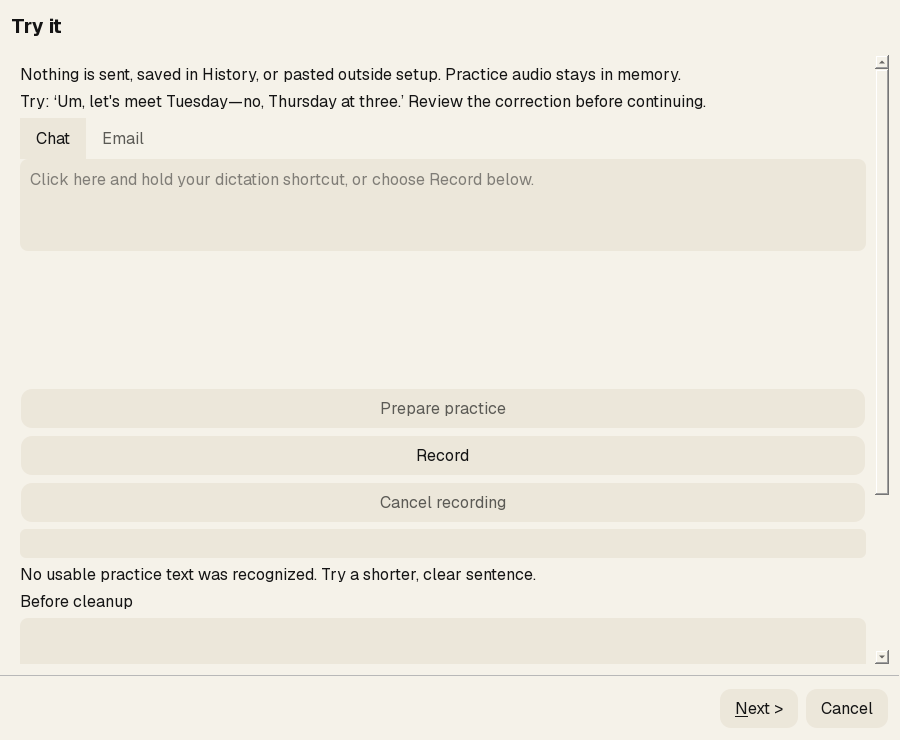 Try it
Nothing is sent, saved in History, or pasted outside setup. Practice audio stays in memory.
Try: ‘Um, let's meet Tuesday—no, Thursday at three.’ Review the correction before continuing.
Chat
Email
Click here and hold your dictation shortcut, or choose Record below.
Prepare practice
Record
Cancel recording
No usable practice text was recognized. Try a shorter, clear sentence.
Before cleanup
Next >
Cancel